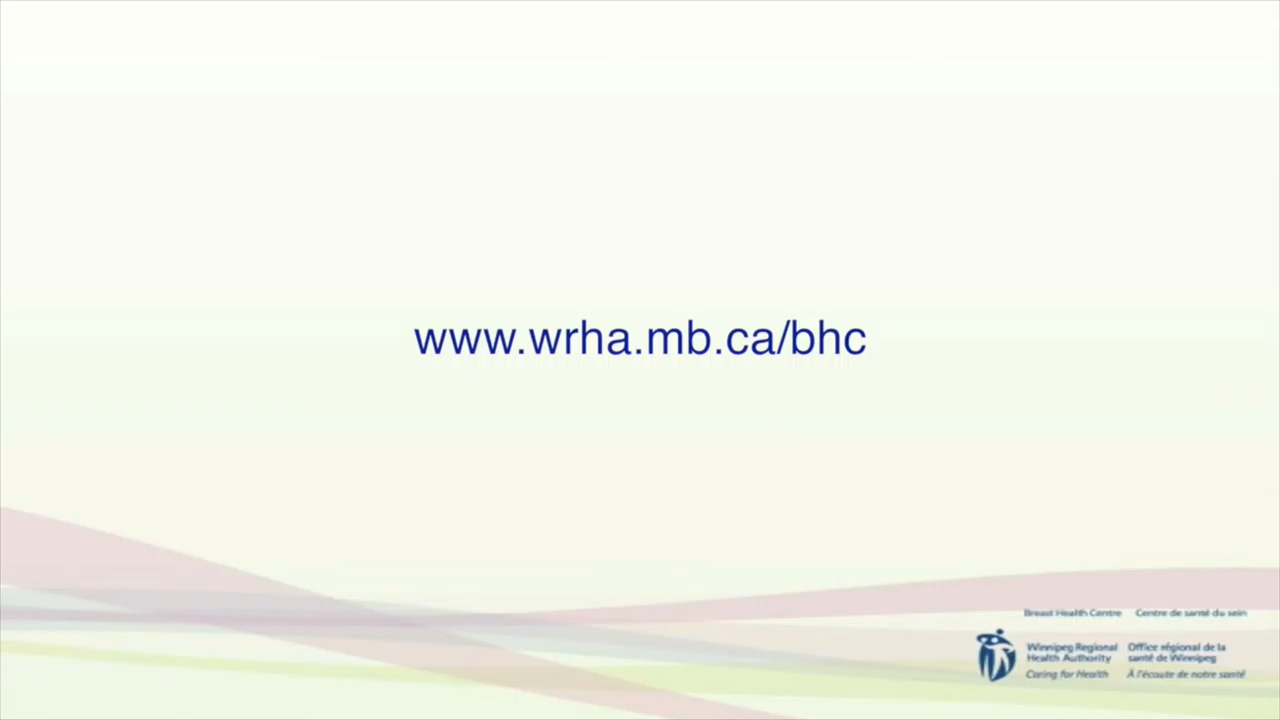 www.wrha.mb.ca/bhc
Breast Health Centre Centre de santé du sein
Winnipeg Regional Office régional de la
Health Authority santé de Winnipeg
Caring for Health À l'écoute de notre santé